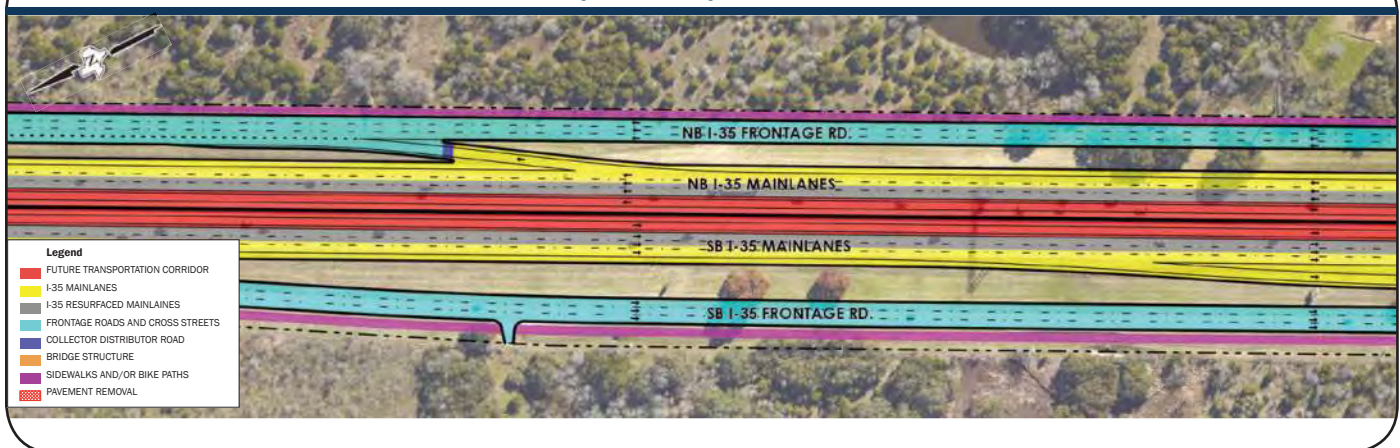 N
NB I-35 FRONTAGE RD.
NB I-35 MAINLANES
SB I-35 MAINLANES
SB I-35 FRONTAGE RD.
Legend
FUTURE TRANSPORTATION CORRIDOR
I-35 MAINLANES
I-35 RESURFACED MAINLAINES
FRONTAGE ROADS AND CROSS STREETS
COLLECTOR DISTRIBUTOR ROAD
BRIDGE STRUCTURE
SIDEWALKS AND/OR BIKE PATHS
PAVEMENT REMOVAL